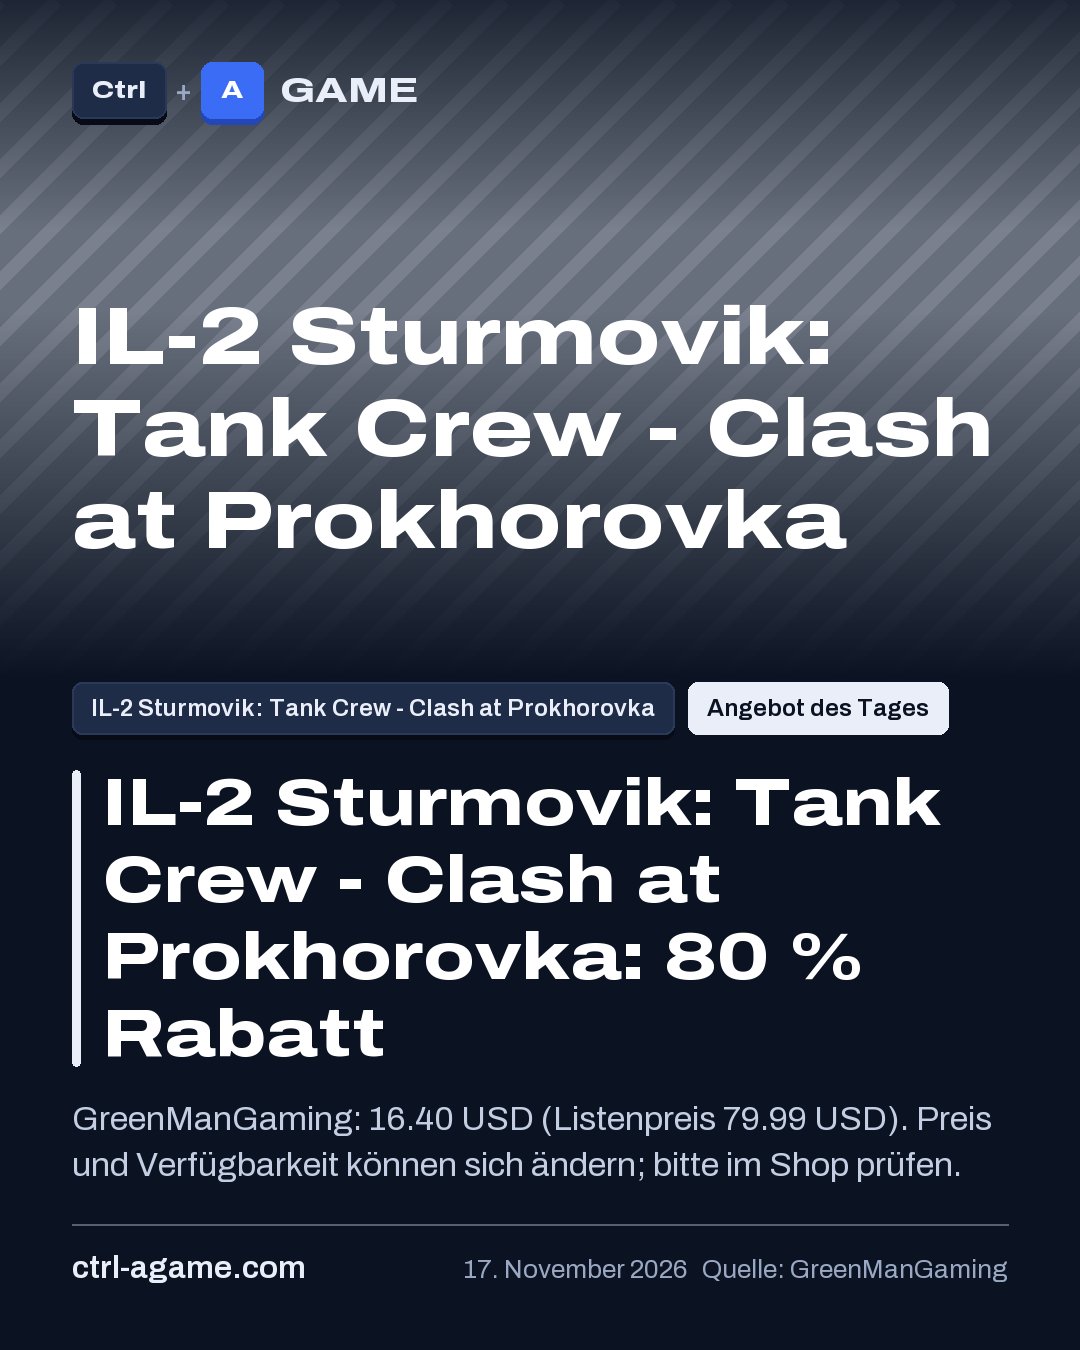 Ctrl + A GAME
IL-2 Sturmovik:
Tank Crew - Clash
at Prokhorovka
IL-2 Sturmovik: Tank Crew - Clash at Prokhorovka
Angebot des Tages
IL-2 Sturmovik: Tank
Crew - Clash at
Prokhorovka: 80 %
Rabatt
GreenManGaming: 16.40 USD (Listenpreis 79.99 USD). Preis
und Verfügbarkeit können sich ändern; bitte im Shop prüfen.
ctrl-agame.com
17. November 2026 Quelle: GreenManGaming